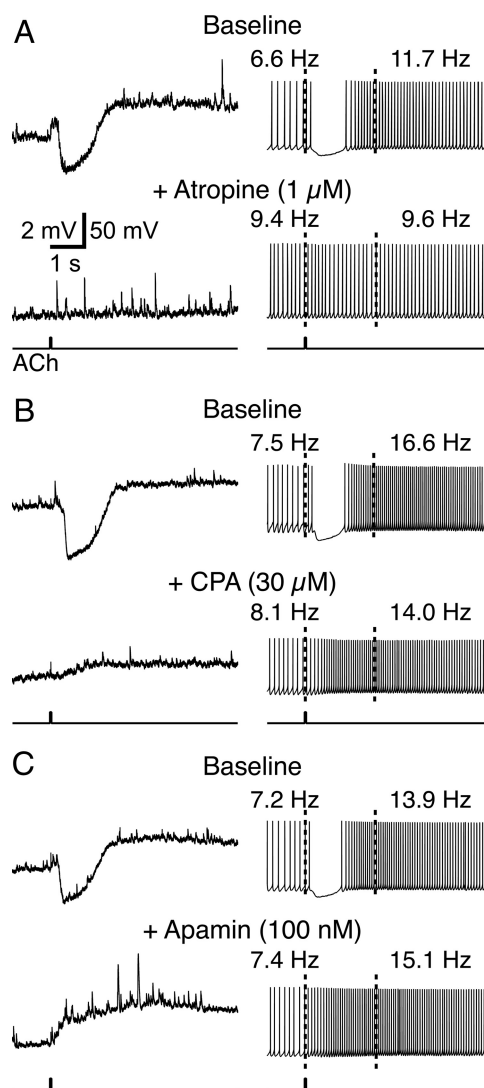 A
Baseline
6.6 Hz 11.7 Hz
+ Atropine (1 µM)
9.4 Hz 9.6 Hz
2 mV 50 mV
1 s
ACh
B
Baseline
7.5 Hz 16.6 Hz
+ CPA (30 µM)
8.1 Hz 14.0 Hz
C
Baseline
7.2 Hz 13.9 Hz
+ Apamin (100 nM)
7.4 Hz 15.1 Hz